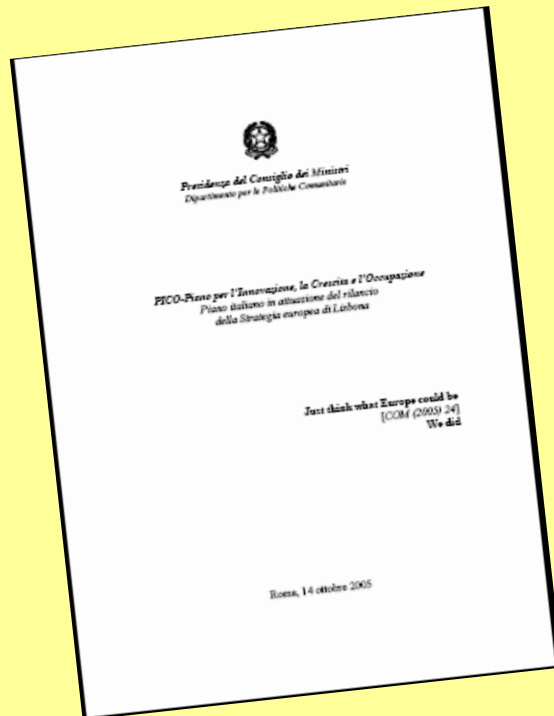 Presidenza del Consiglio dei Ministri
Dipartimento per le Politiche Comunitarie
PICO-Piano per l'Innovazione, la Crescita e l'Occupazione
Piano italiano in attuazione del rilancio
della Strategia europea di Lisbona
Just think what Europe could be
[COM (2005) 24]
We did
Roma, 14 ottobre 2005